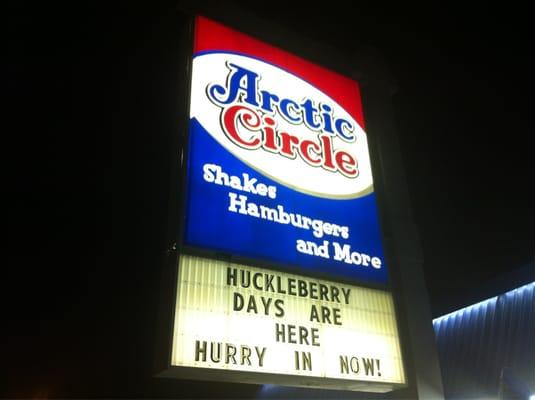 Arctic
Circle
Shakes
Hamburgers
and More
HUCKLEBERRY
DAYS ARE
HERE
HURRY IN NOW!